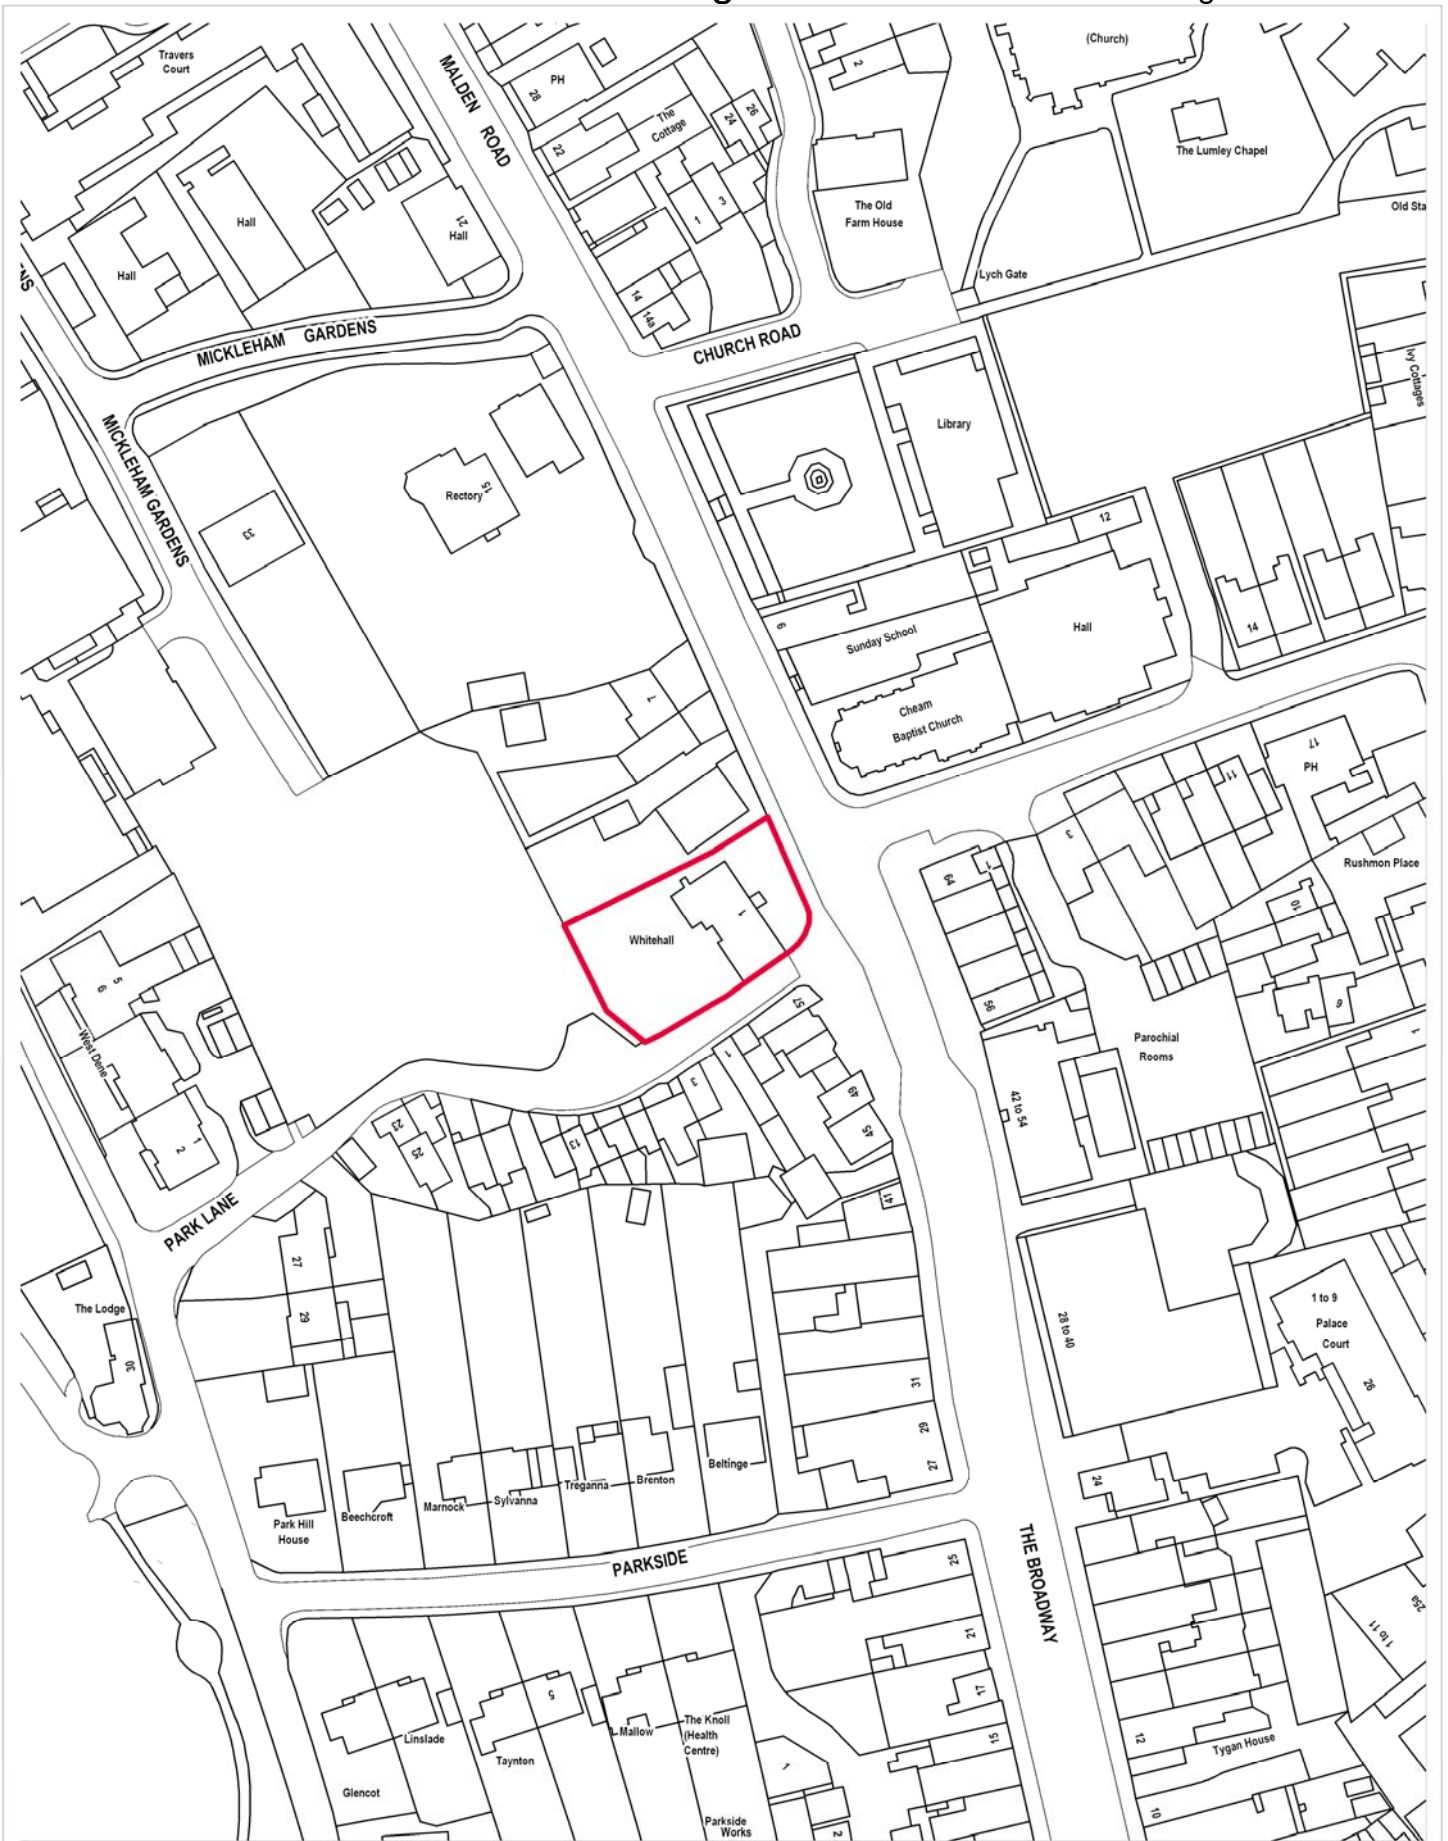 Travers
Court
MALDEN ROAD
PH
28
22
The
Cottage
24
26
2
(Church)
The Lumley Chapel
Old Sta
The Old
Farm House
Lych Gate
Hall
Hall
21
Hall
1
3
14
14a
MICKLEHAM GARDENS
CHURCH ROAD
Ivy Cottages
MICKLEHAM GARDENS
Library
Rectory
15
33
12
14
Hall
Sunday School
Cheam
Baptist Church
17
PH
11
3
Rushmon Place
64
1
10
9
56
Whitehall
1
57
Parochial
Rooms
1
5
6
West Dene
1
2
42 to 54
49
45
1
3
13
23
25
41
PARK LANE
27
29
The Lodge
30
28 to 40
1 to 9
Palace
Court
26
31
29
27
24
Park Hill
House
Beechcroft
Marnock
Sylvanna
Treganna
Brenton
Beltinge
PARKSIDE
THE BROADWAY
25
21
17
15
25a
1 to 11
12
Tygan House
10
Linslade
Glencot
5
Taynton
Mallow
The Knoll
(Health
Centre)
1
2
Parkside
Works